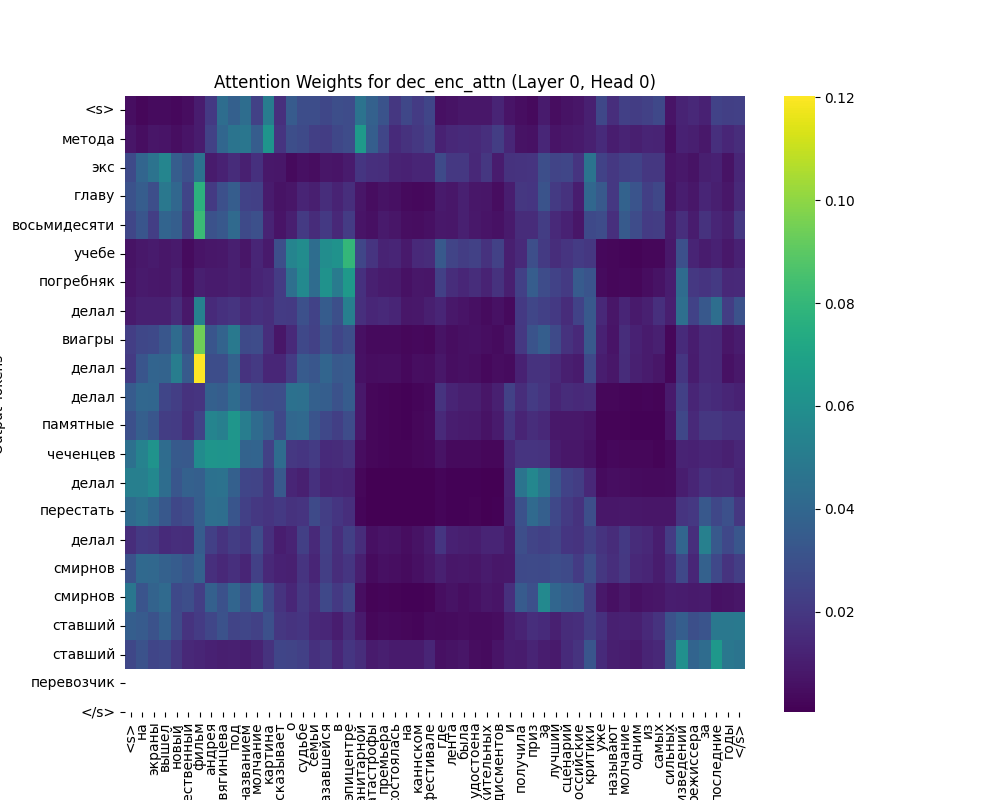 Attention Weights for dec_enc_attn (Layer 0, Head 0)
<s>
метода
экс
главу
восьмидесяти
учебе
погребняк
делал
виагры
делал
делал
памятные
чеченцев
делал
перестать
делал
смирнов
смирнов
ставший
ставший
перевозчик
</s>
0.12
0.10
0.08
0.06
0.04
0.02
<s>
на
экраны
вышел
новый
фильм
андрея
под
молчание
картина
о
судьбе
семьи
в
эпицентре
премьера
на
каннском
фестивале
где
лента
была
удостоена
и
получила
приз
за
лучший
сценарий
критики
уже
называют
молчание
одним
из
самых
сильных
за
последние
годы
</s>